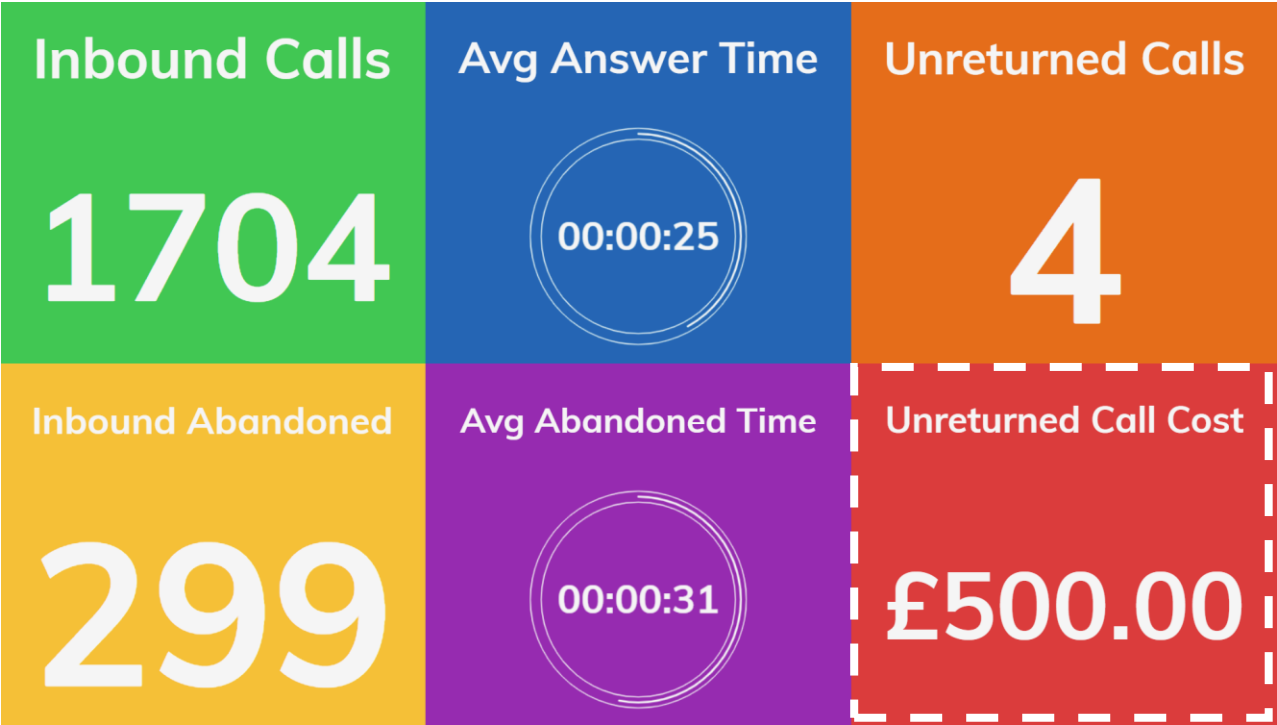 Inbound Calls
1704
Avg Answer Time
00:00:25
Unreturned Calls
4
Inbound Abandoned
299
Avg Abandoned Time
00:00:31
Unreturned Call Cost
£500.00